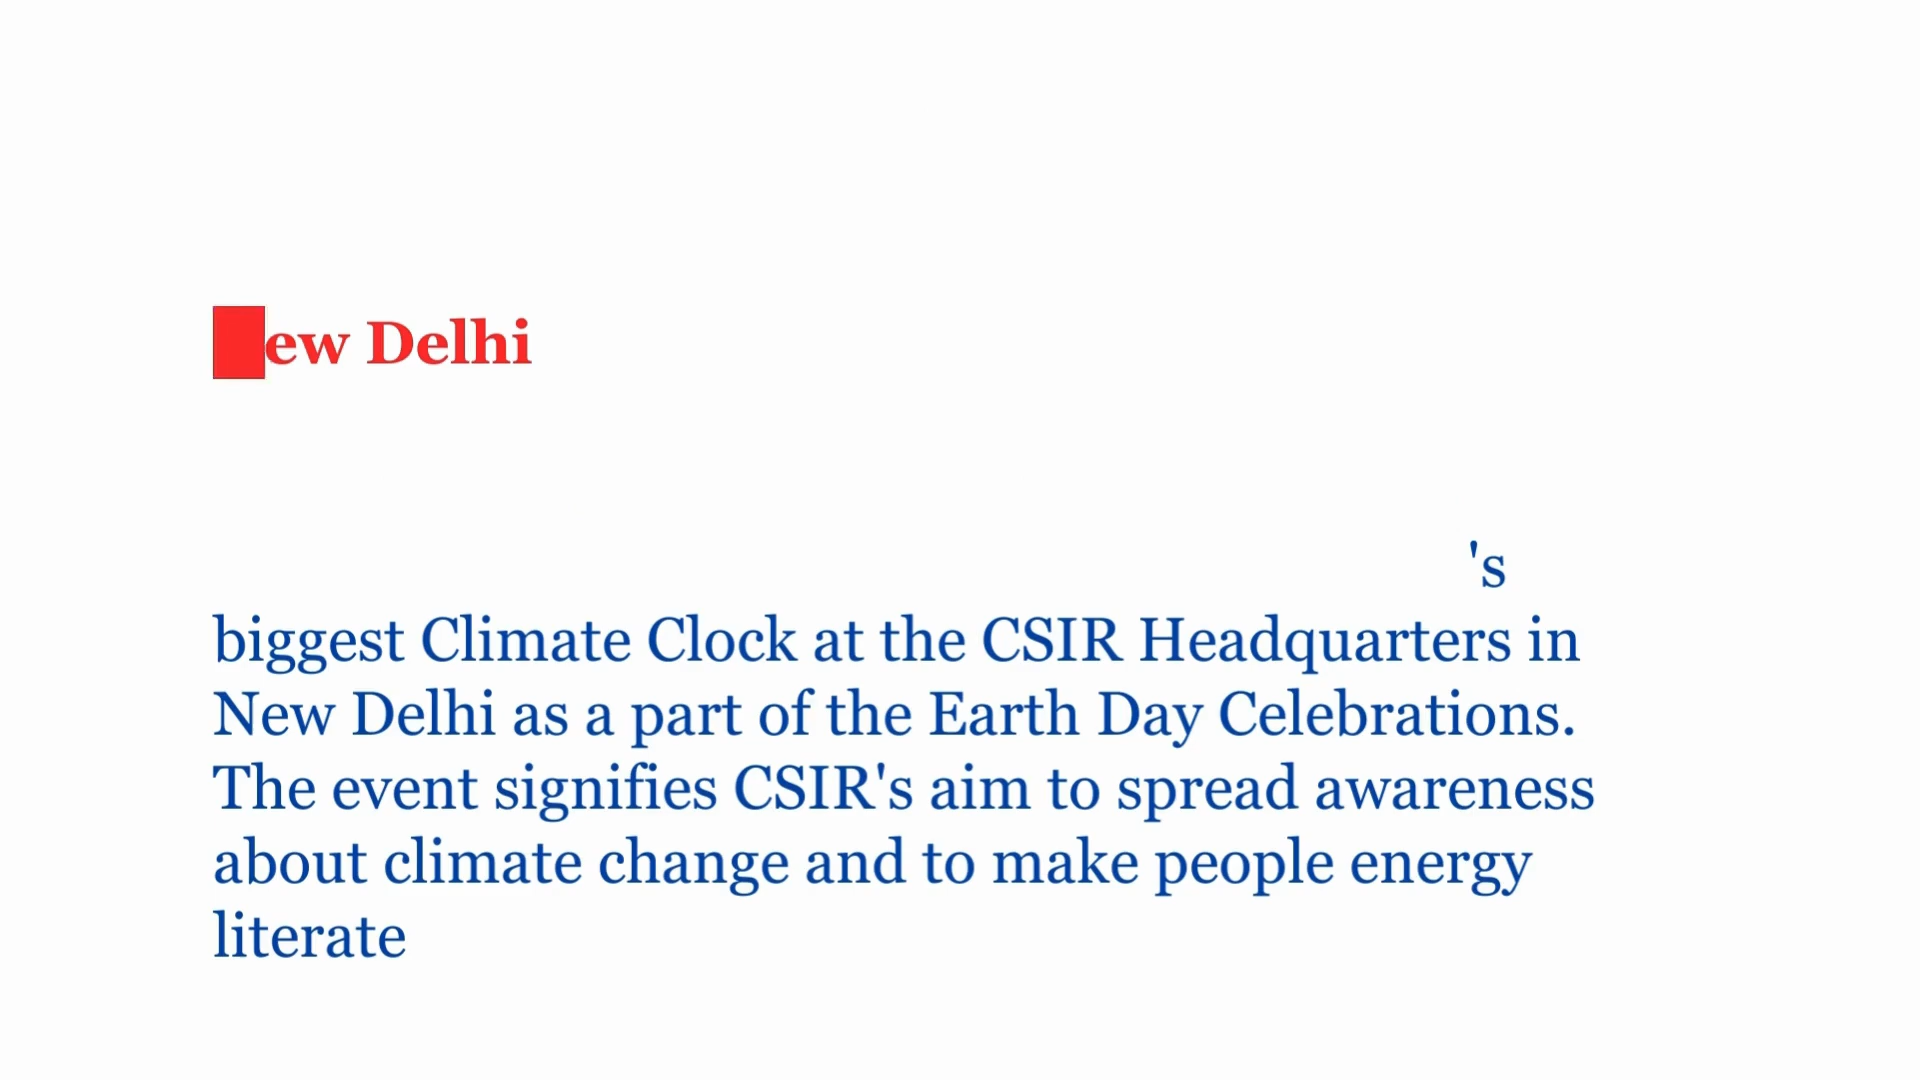 ew Delhi
's
biggest Climate Clock at the CSIR Headquarters in
New Delhi as a part of the Earth Day Celebrations.
The event signifies CSIR's aim to spread awareness
about climate change and to make people energy
literate